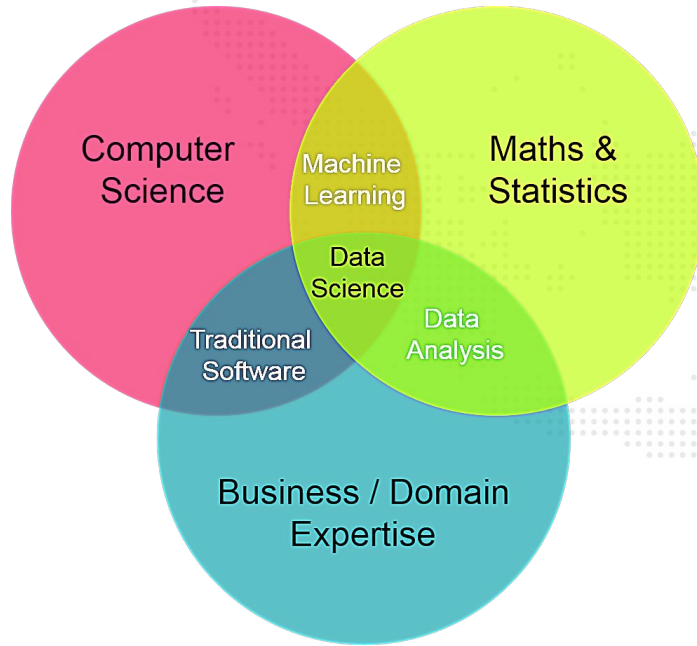 Computer
Science
Maths &
Statistics
Machine
Learning
Data
Science
Traditional
Software
Data
Analysis
Business / Domain
Expertise